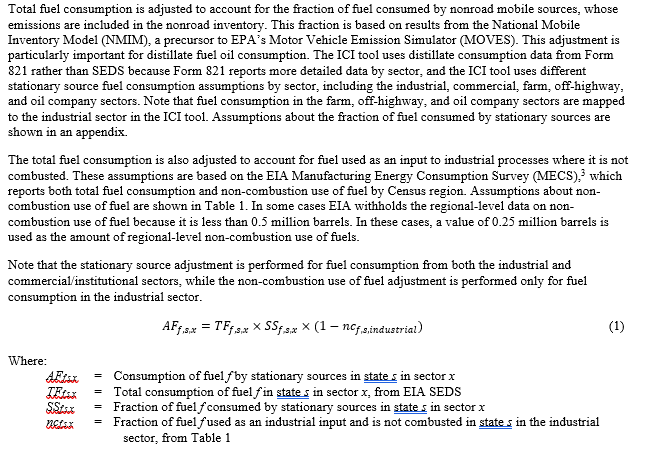 Total fuel consumption is adjusted to account for the fraction of fuel consumed by nonroad mobile sources, whose
emissions are included in the nonroad inventory. This fraction is based on results from the National Mobile
Inventory Model (NMIM), a precursor to EPA's Motor Vehicle Emission Simulator (MOVES). This adjustment is
particularly important for distillate fuel oil consumption. The ICI tool uses distillate consumption data from Form
821 rather than SEDS because Form 821 reports more detailed data by sector, and the ICI tool uses different
stationary source fuel consumption assumptions by sector, including the industrial, commercial, farm, off-highway,
and oil company sectors. Note that fuel consumption in the farm, off-highway, and oil company sectors are mapped
to the industrial sector in the ICI tool. Assumptions about the fraction of fuel consumed by stationary sources are
shown in an appendix.
The total fuel consumption is also adjusted to account for fuel used as an input to industrial processes where it is not
combusted. These assumptions are based on the EIA Manufacturing Energy Consumption Survey (MECS),³ which
reports both total fuel consumption and non-combustion use of fuel by Census region. Assumptions about non-
combustion use of fuel are shown in Table 1. In some cases EIA withholds the regional-level data on non-
combustion use of fuel because it is less than 0.5 million barrels. In these cases, a value of 0.25 million barrels is
used as the amount of regional-level non-combustion use of fuels.
Note that the stationary source adjustment is performed for fuel consumption from both the industrial and
commercial/institutional sectors, while the non-combustion use of fuel adjustment is performed only for fuel
consumption in the industrial sector.
AF_{f,s,x} = TF_{f,s,x} × SS_{f,s,x} × (1 − nc_{f,s,industrial}) (1)
Where:
AF_{f,s,x} = Consumption of fuel f by stationary sources in state s in sector x
TF_{f,s,x} = Total consumption of fuel f in state s in sector x, from EIA SEDS
SS_{f,s,x} = Fraction of fuel f consumed by stationary sources in state s in sector x
nc_{f,s,x} = Fraction of fuel f used as an industrial input and is not combusted in state s in the industrial
sector, from Table 1